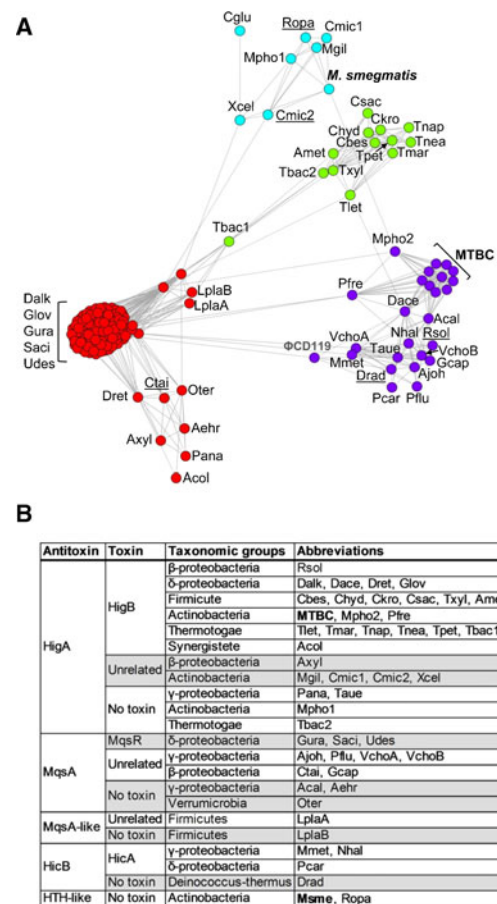 A
Cglu
Ropa
Cmic1
Mgil
Mpho1
M. smegmatis
Xcel
Cmic2
Csac
Ckro
Tnap
Chyd
Cbes
Tnea
Amet
Tpet
Tmar
Tbac2
Txyl
Tlet
Tbac1
Mpho2
MTBC
LplaB
LplaA
Pfre
Dace
Acal
Dalk
Glov
Gura
Saci
Udes
ΦCD119
VchoA
Nhal
Rsol
Mmet
Taue
VchoB
Gcap
Drad
Ajoh
Pcar
Pflu
Ctai
Dret
Oter
Axyl
Aehr
Pana
Acol
B
Antitoxin Toxin Taxonomic groups Abbreviations
HigA HigB β-proteobacteria Rsol
δ-proteobacteria Dalk, Dace, Dret, Glov
Firmicute Cbes, Chyd, Ckro, Csac, Txyl, Ame
Actinobacteria MTBC, Mpho2, Pfre
Thermotogae Tlet, Tmar, Tnap, Tnea, Tpet, Tbac1
Synergistete Acol
Unrelated β-proteobacteria Axyl
Actinobacteria Mgil, Cmic1, Cmic2, Xcel
No toxin γ-proteobacteria Pana, Taue
Actinobacteria Mpho1
Thermotogae Tbac2
MqsA MqsR δ-proteobacteria Gura, Saci, Udes
Unrelated γ-proteobacteria Ajoh, Pflu, VchoA, VchoB
β-proteobacteria Ctai, Gcap
No toxin γ-proteobacteria Acal, Aehr
Verrumicrobia Oter
MqsA-like Unrelated Firmicutes LplaA
No toxin Firmicutes LplaB
HicB HicA γ-proteobacteria Mmet, Nhal
δ-proteobacteria Pcar
No toxin Deinococcus-thermus Drad
HTH-like No toxin Actinobacteria Msme, Ropa